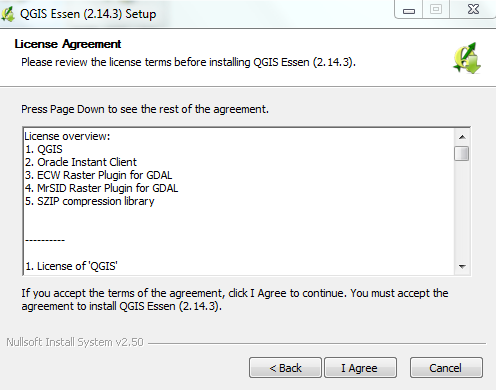 QGIS Essen (2.14.3) Setup
License Agreement
Please review the license terms before installing QGIS Essen (2.14.3).
Press Page Down to see the rest of the agreement.
License overview:
1. QGIS
2. Oracle Instant Client
3. ECW Raster Plugin for GDAL
4. MrSID Raster Plugin for GDAL
5. SZIP compression library
----------
1. License of 'QGIS'
If you accept the terms of the agreement, click I Agree to continue. You must accept the
agreement to install QGIS Essen (2.14.3).
Nullsoft Install System v2.50
< Back
I Agree
Cancel